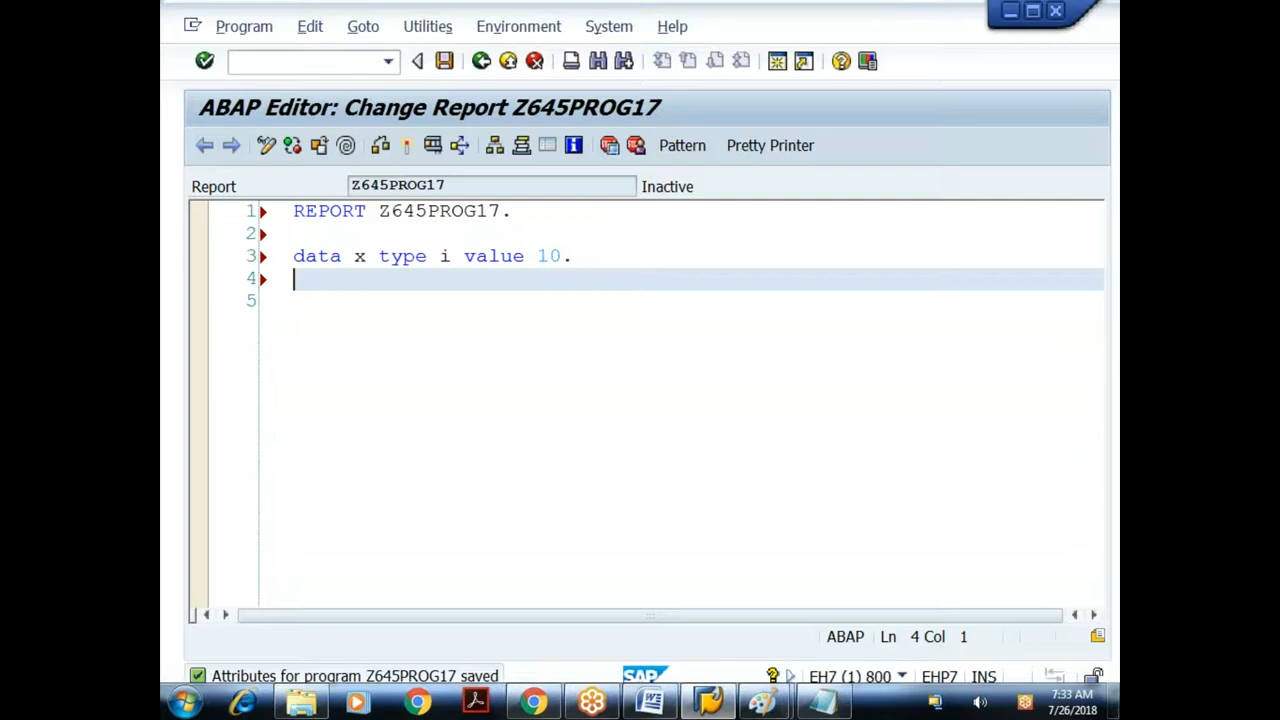 Program Edit Goto Utilities Environment System Help
ABAP Editor: Change Report Z645PROG17
Pattern Pretty Printer
Report Z645PROG17 Inactive
1 REPORT Z645PROG17.
2
3 data x type i value 10.
4
5
ABAP Ln 4 Col 1
Attributes for program Z645PROG17 saved SAP EH7 (1) 800 EHP7 INS
7:33 AM
7/26/2018